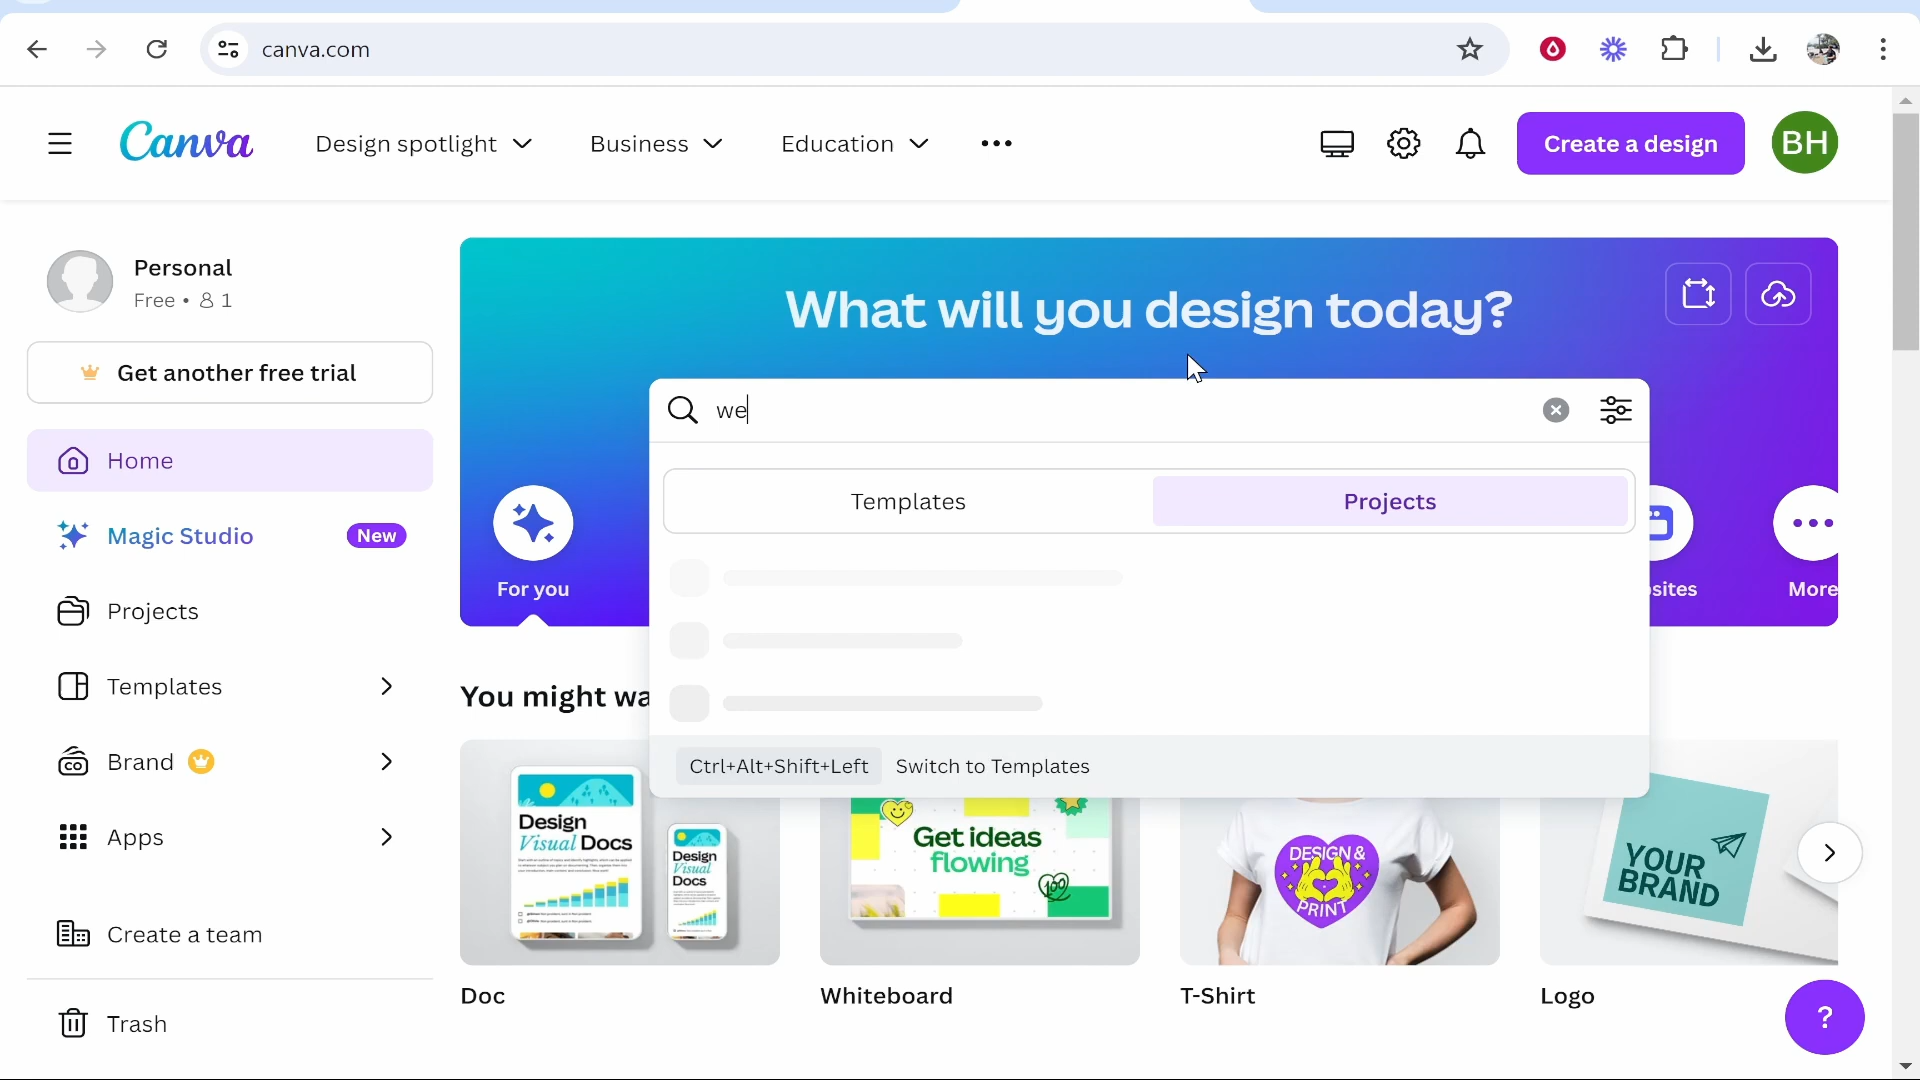 canva.com
Canva
Design spotlight
Business
Education
Create a design
BH
Personal
Free • 1
Get another free trial
Home
Magic Studio
New
Projects
Templates
Brand
Apps
Create a team
Trash
What will you design today?
we
Templates
Projects
For you
sites
More
Ctrl+Alt+Shift+Left
Switch to Templates
You might wa
Design
Visual Docs
Design
Visual
Docs
Get ideas
flowing
100
DESIGN &
PRINT
YOUR
BRAND
CO
Doc
Whiteboard
T-Shirt
Logo
?